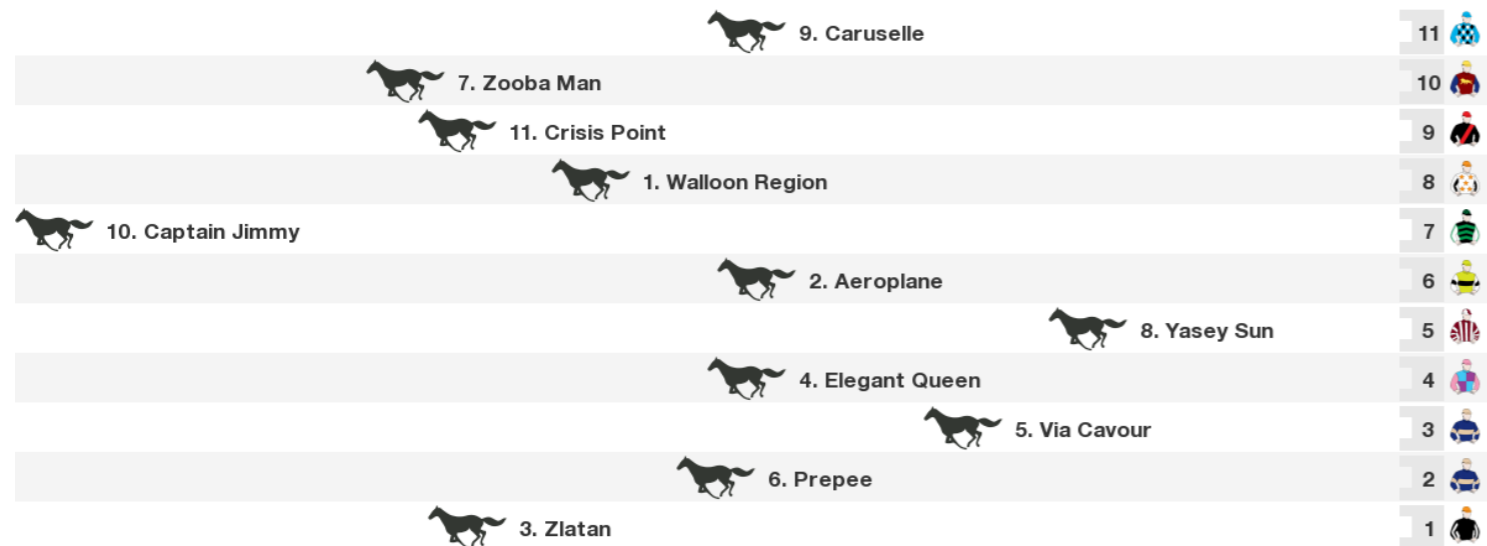 9. Caruselle 11
7. Zooba Man 10
11. Crisis Point 9
1. Walloon Region 8
10. Captain Jimmy 7
2. Aeroplane 6
8. Yasey Sun 5
4. Elegant Queen 4
5. Via Cavour 3
6. Prepee 2
3. Zlatan 1